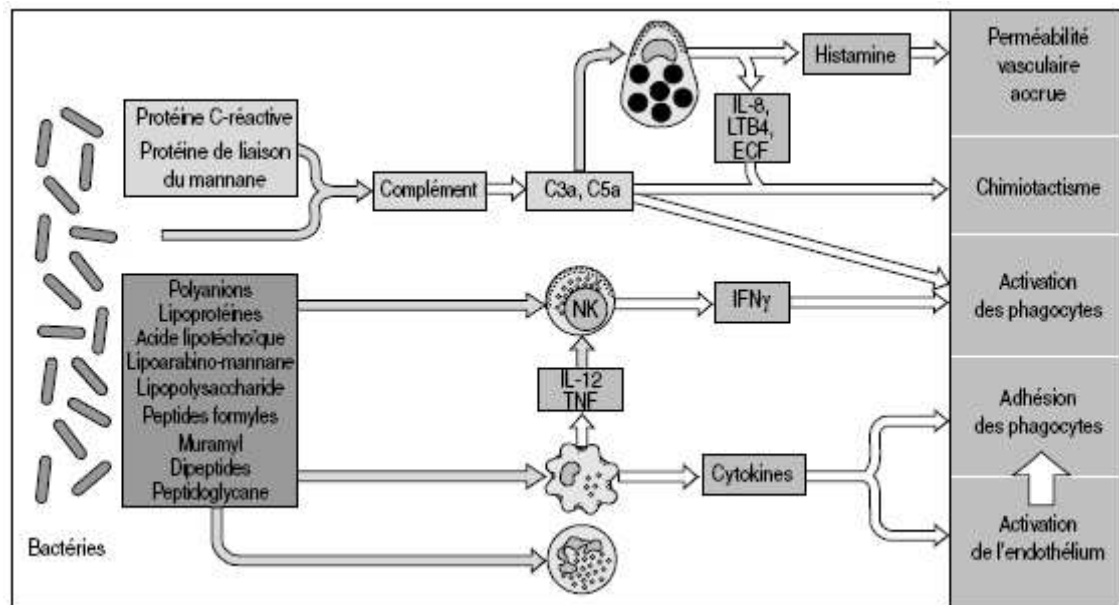 Protéine C-réactive
Protéine de liaison
du mannane
Complément
C3a, C5a
Histamine
IL-8,
LTB4,
ECF
Perméabilité
vasculaire
accrue
Chimiotactisme
Polyanions
Lipoprotéines
Acide lipotéchoïque
Lipoarabino-mannane
Lipopolysaccharide
Peptides formyles
Muramyl
Dipeptides
Peptidoglycane
NK
IFNγ
IL-12
TNF
Cytokines
Activation
des phagocytes
Adhésion
des phagocytes
Activation
de l'endothélium
Bactéries